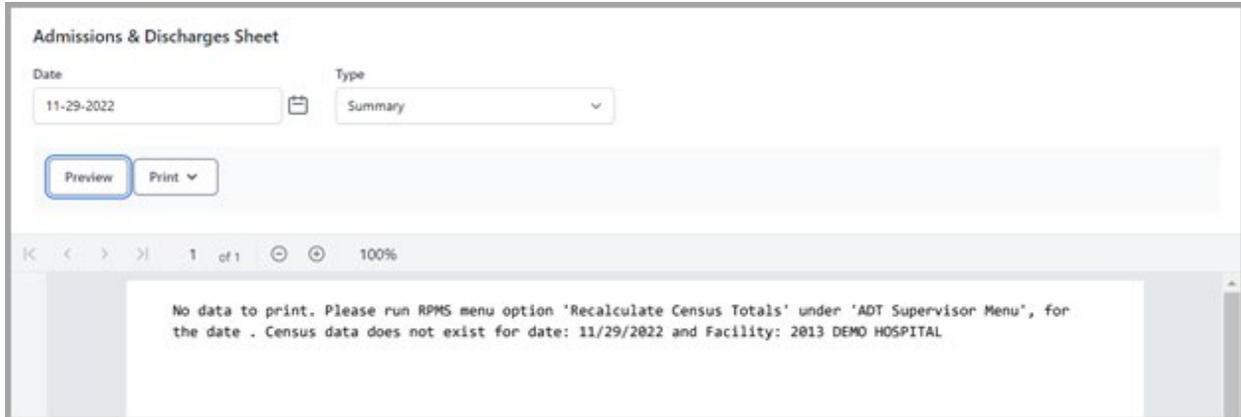 Admissions & Discharges Sheet
Date Type
11-29-2022 Summary
Preview Print
1 of 1 100%
No data to print. Please run RPMS menu option 'Recalculate Census Totals' under 'ADT Supervisor Menu', for
the date . Census data does not exist for date: 11/29/2022 and Facility: 2013 DEMO HOSPITAL